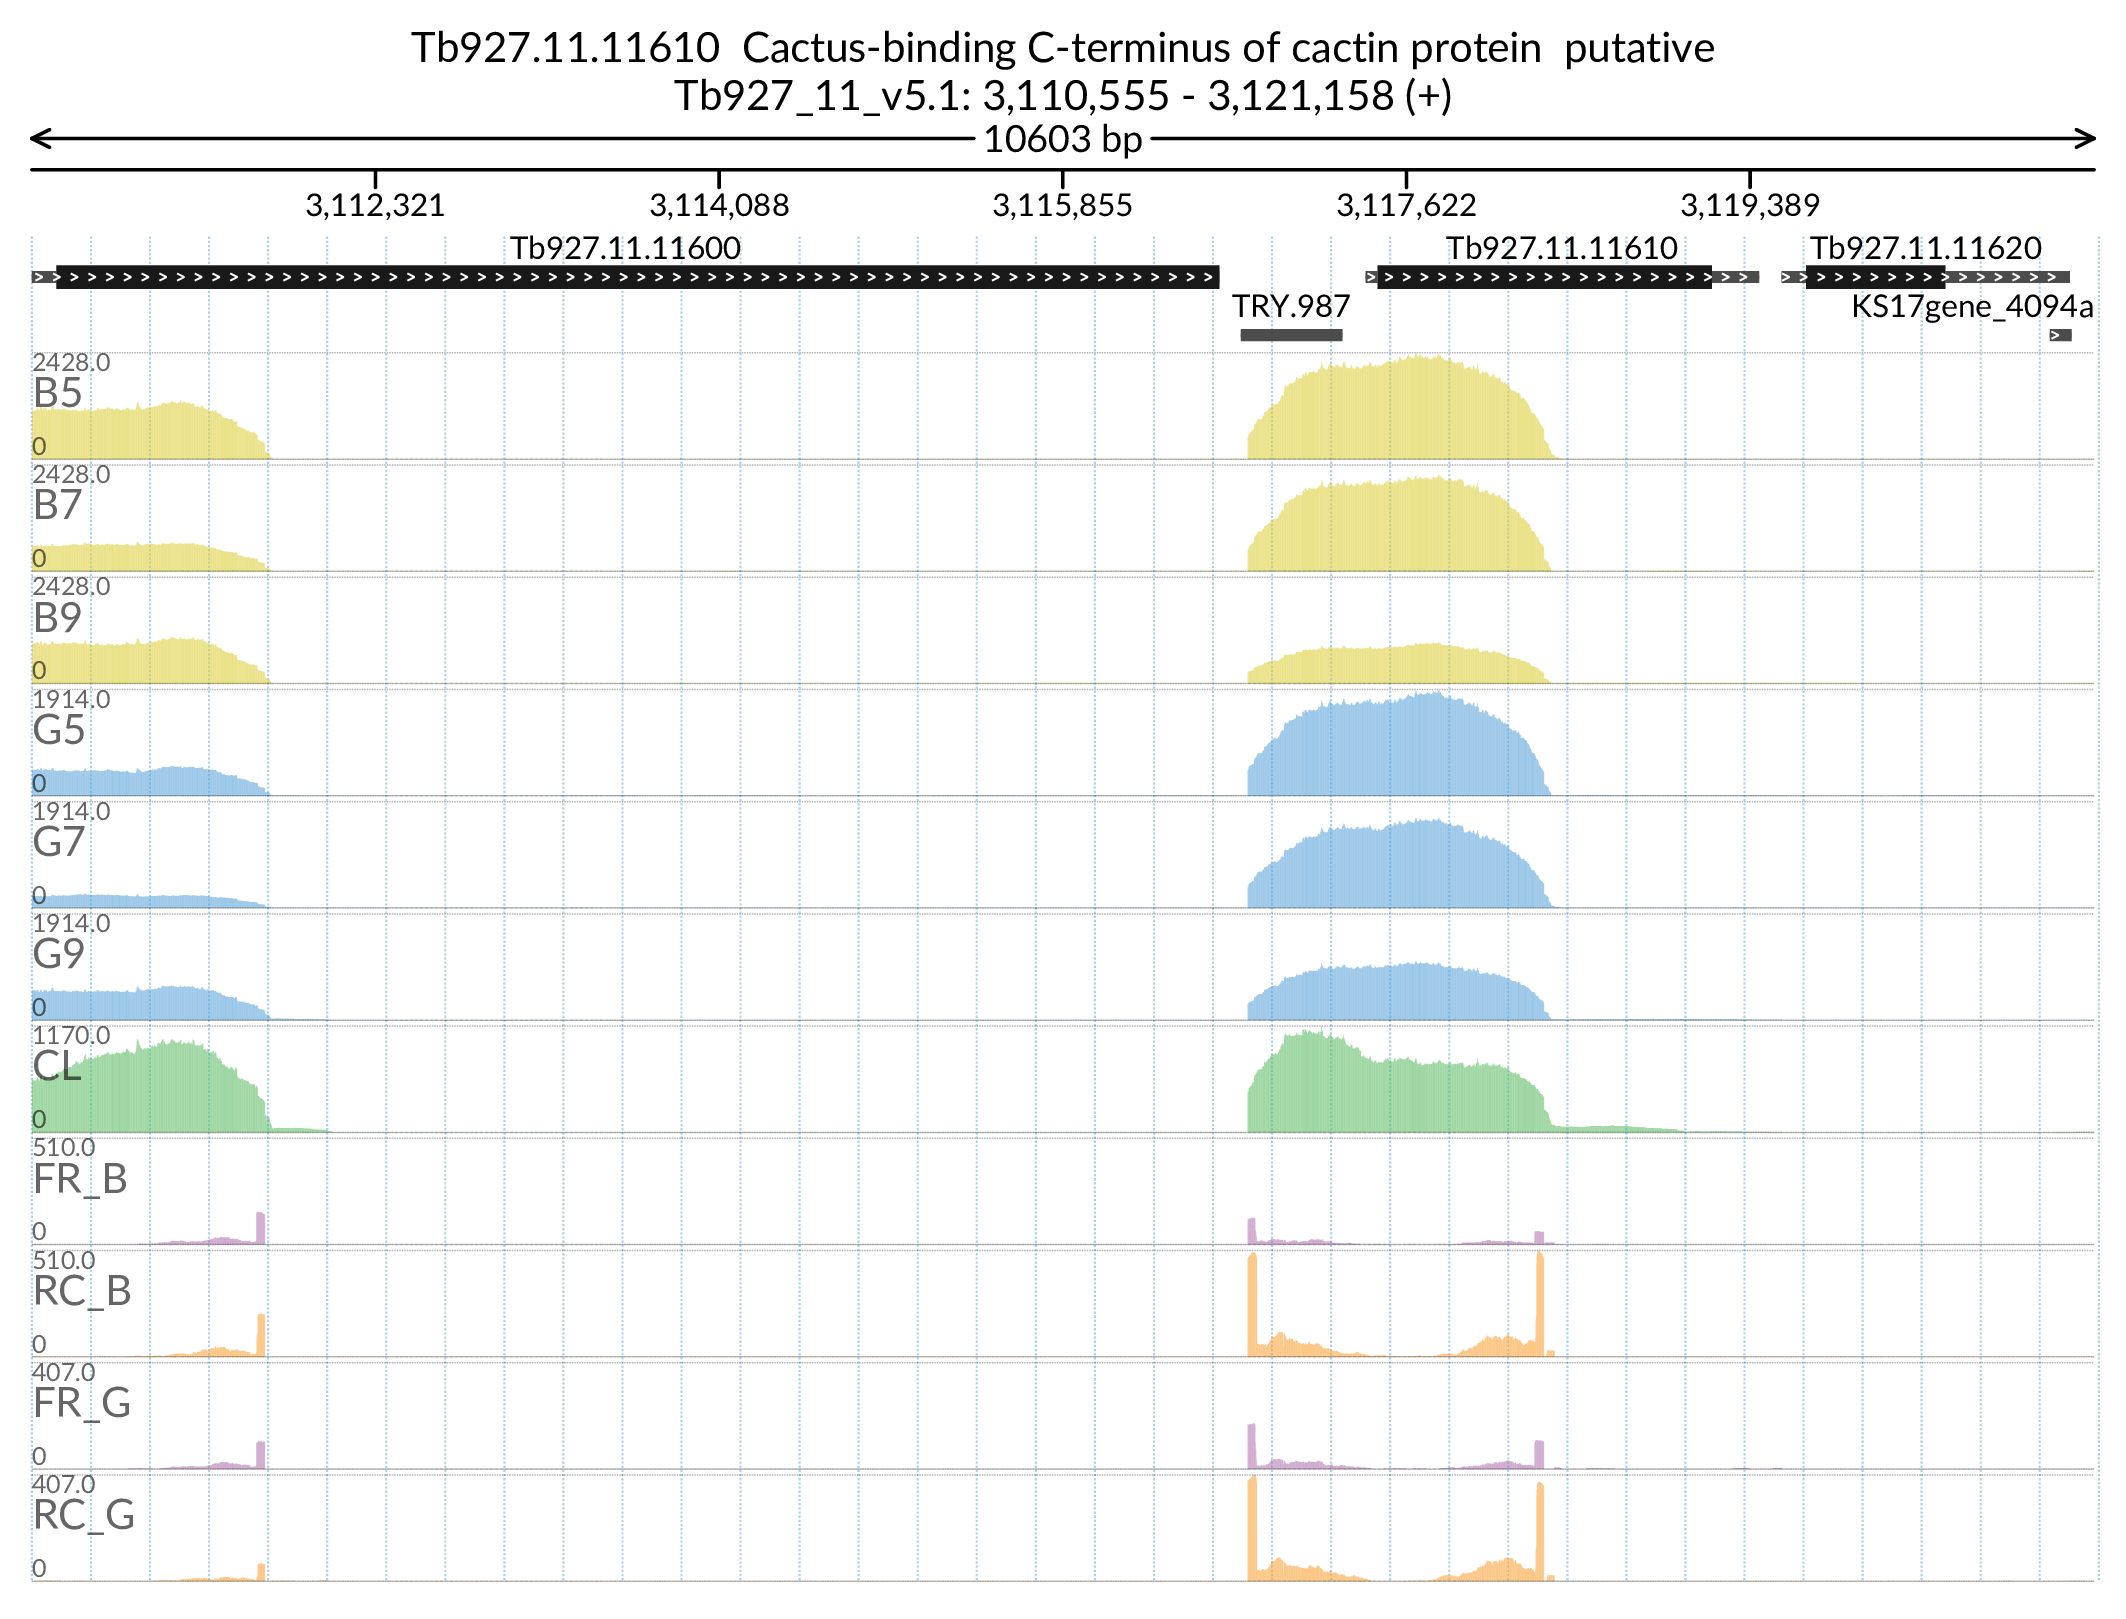 Tb927.11.11610  Cactus-binding C-terminus of cactin protein  putative
Tb927_11_v5.1: 3,110,555 - 3,121,158 (+)
10603 bp
3,112,321 3,114,088 3,115,855 3,117,622 3,119,389
Tb927.11.11600 Tb927.11.11610 Tb927.11.11620
TRY.987 KS17gene_4094a
2428.0
B5
0
2428.0
B7
0
2428.0
B9
0
1914.0
G5
0
1914.0
G7
0
1914.0
G9
0
1170.0
CL
0
510.0
FR_B
0
510.0
RC_B
0
407.0
FR_G
0
407.0
RC_G
0